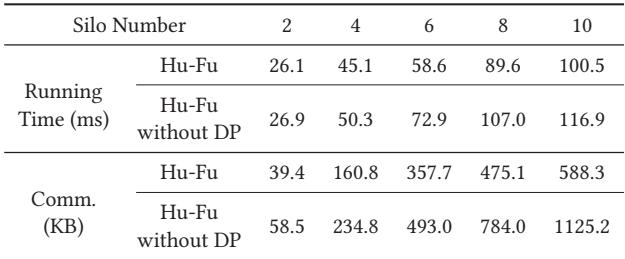 Silo Number 2 4 6 8 10
Running Time (ms) Hu-Fu 26.1 45.1 58.6 89.6 100.5
Hu-Fu without DP 26.9 50.3 72.9 107.0 116.9
Comm. (KB) Hu-Fu 39.4 160.8 357.7 475.1 588.3
Hu-Fu without DP 58.5 234.8 493.0 784.0 1125.2